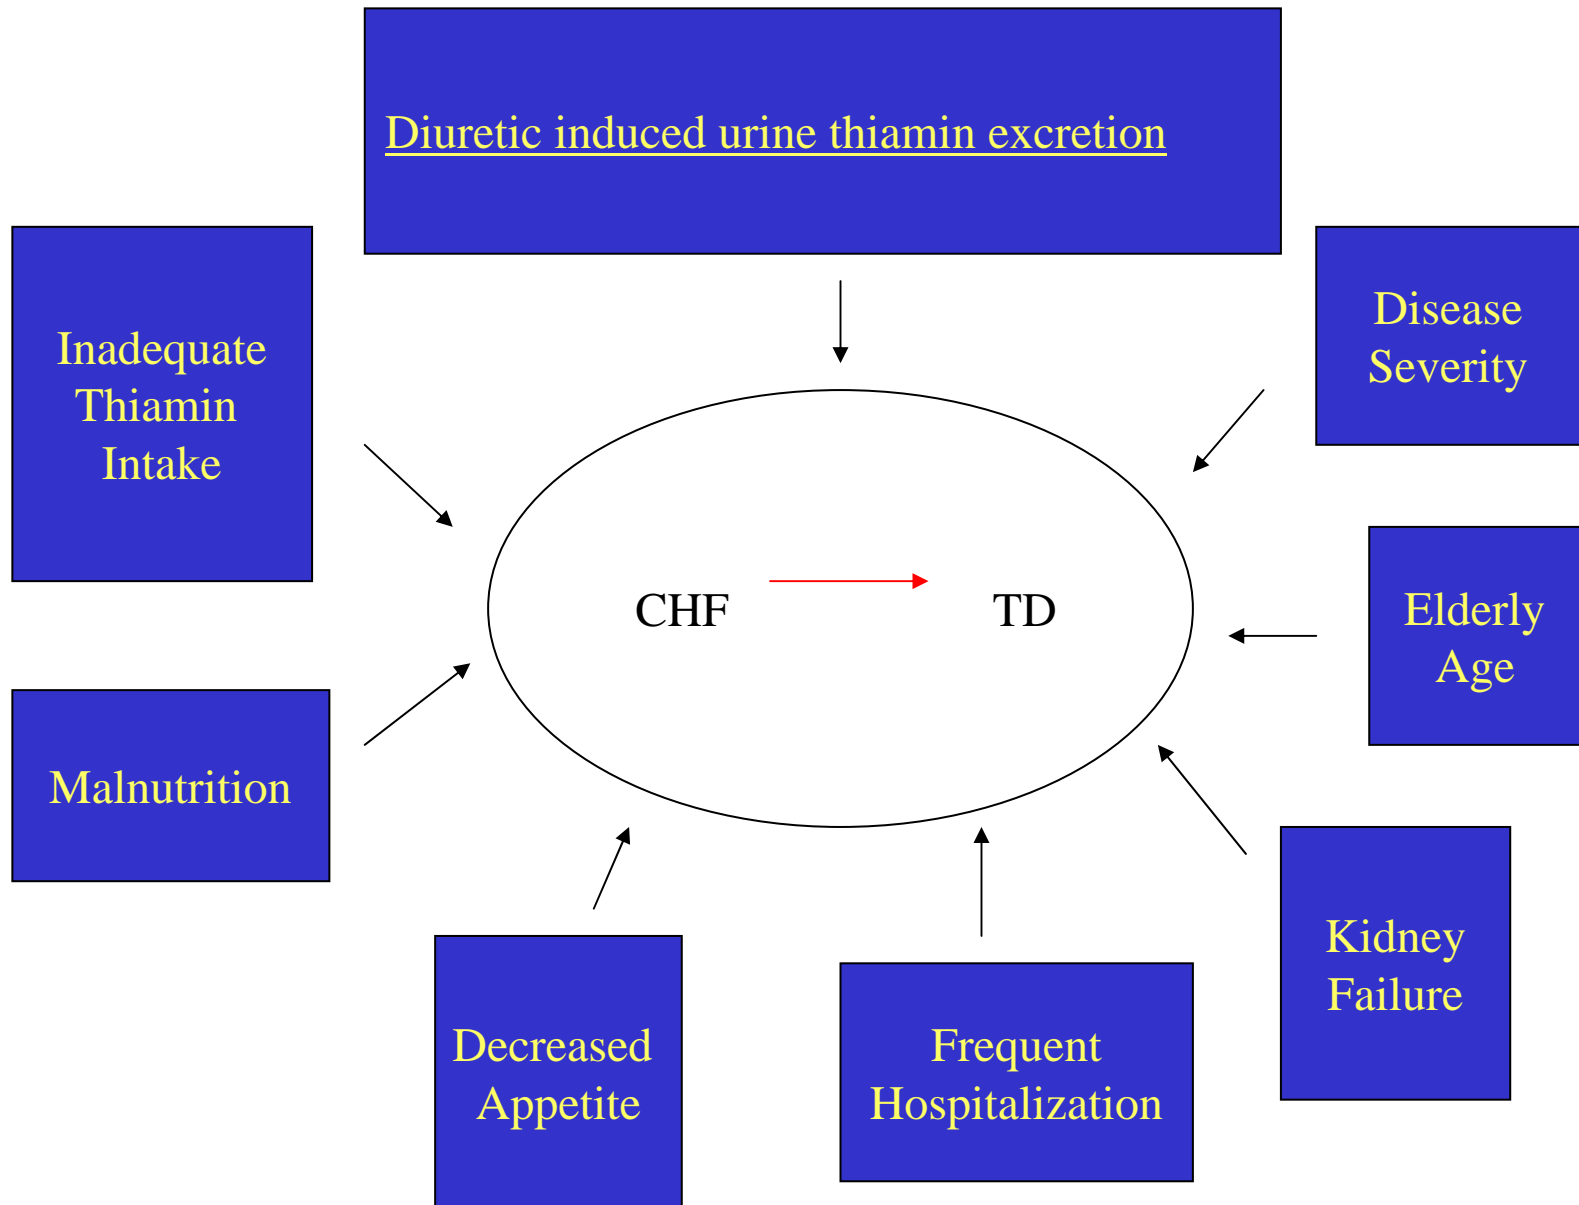 Diuretic induced urine thiamin excretion
Inadequate
Thiamin
Intake
Disease
Severity
CHF
TD
Elderly
Age
Malnutrition
Kidney
Failure
Decreased
Appetite
Frequent
Hospitalization